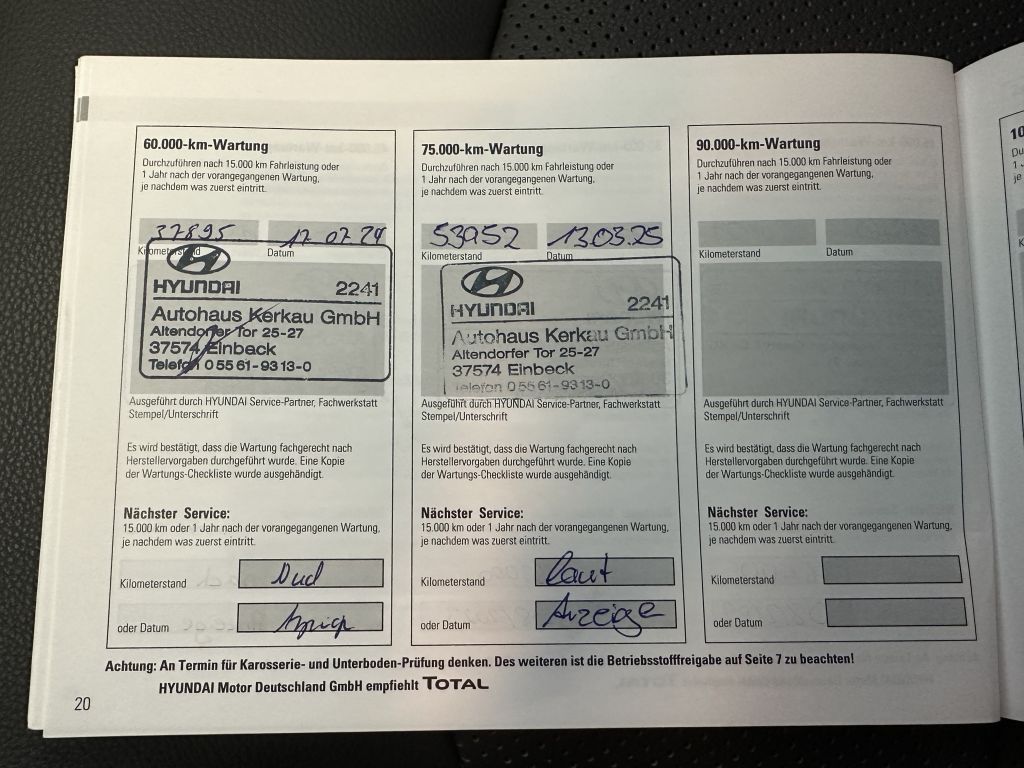 60.000-km-Wartung
Durchzuführen nach 15.000 km Fahrleistung oder
1 Jahr nach der vorangegangenen Wartung,
je nachdem was zuerst eintritt.
37895
12 07 24
Kilometerstand
Datum
HYUNDAI 2241
Autohaus Kerkau GmbH
Altendorfer Tor 25-27
37574 Einbeck
Telefon 0 55 61-93 13-0
Ausgeführt durch HYUNDAI Service-Partner, Fachwerkstatt
Stempel/Unterschrift
Es wird bestätigt, dass die Wartung fachgerecht nach
Herstellervorgaben durchgeführt wurde. Eine Kopie
der Wartungs-Checkliste wurde ausgehändigt.
Nächster Service:
15.000 km oder 1 Jahr nach der vorangegangenen Wartung,
je nachdem was zuerst eintritt.
Kilometerstand
oder Datum
75.000-km-Wartung
Durchzuführen nach 15.000 km Fahrleistung oder
1 Jahr nach der vorangegangenen Wartung,
je nachdem was zuerst eintritt.
53952
13.03.25
Kilometerstand
Datum
HYUNDAI 2241
Autohaus Kerkau GmbH
Altendorfer Tor 25-27
37574 Einbeck
Telefon 0 55 61-93 13-0
Ausgeführt durch HYUNDAI Service-Partner, Fachwerkstatt
Stempel/Unterschrift
Es wird bestätigt, dass die Wartung fachgerecht nach
Herstellervorgaben durchgeführt wurde. Eine Kopie
der Wartungs-Checkliste wurde ausgehändigt.
Nächster Service:
15.000 km oder 1 Jahr nach der vorangegangenen Wartung,
je nachdem was zuerst eintritt.
Kilometerstand laut
oder Datum Anzeige
90.000-km-Wartung
Durchzuführen nach 15.000 km Fahrleistung oder
1 Jahr nach der vorangegangenen Wartung,
je nachdem was zuerst eintritt.
Kilometerstand
Datum
Ausgeführt durch HYUNDAI Service-Partner, Fachwerkstatt
Stempel/Unterschrift
Es wird bestätigt, dass die Wartung fachgerecht nach
Herstellervorgaben durchgeführt wurde. Eine Kopie
der Wartungs-Checkliste wurde ausgehändigt.
Nächster Service:
15.000 km oder 1 Jahr nach der vorangegangenen Wartung,
je nachdem was zuerst eintritt.
Kilometerstand
oder Datum
Achtung: An Termin für Karosserie- und Unterboden-Prüfung denken. Des weiteren ist die Betriebsstofffreigabe auf Seite 7 zu beachten!
HYUNDAI Motor Deutschland GmbH empfiehlt TOTAL
20